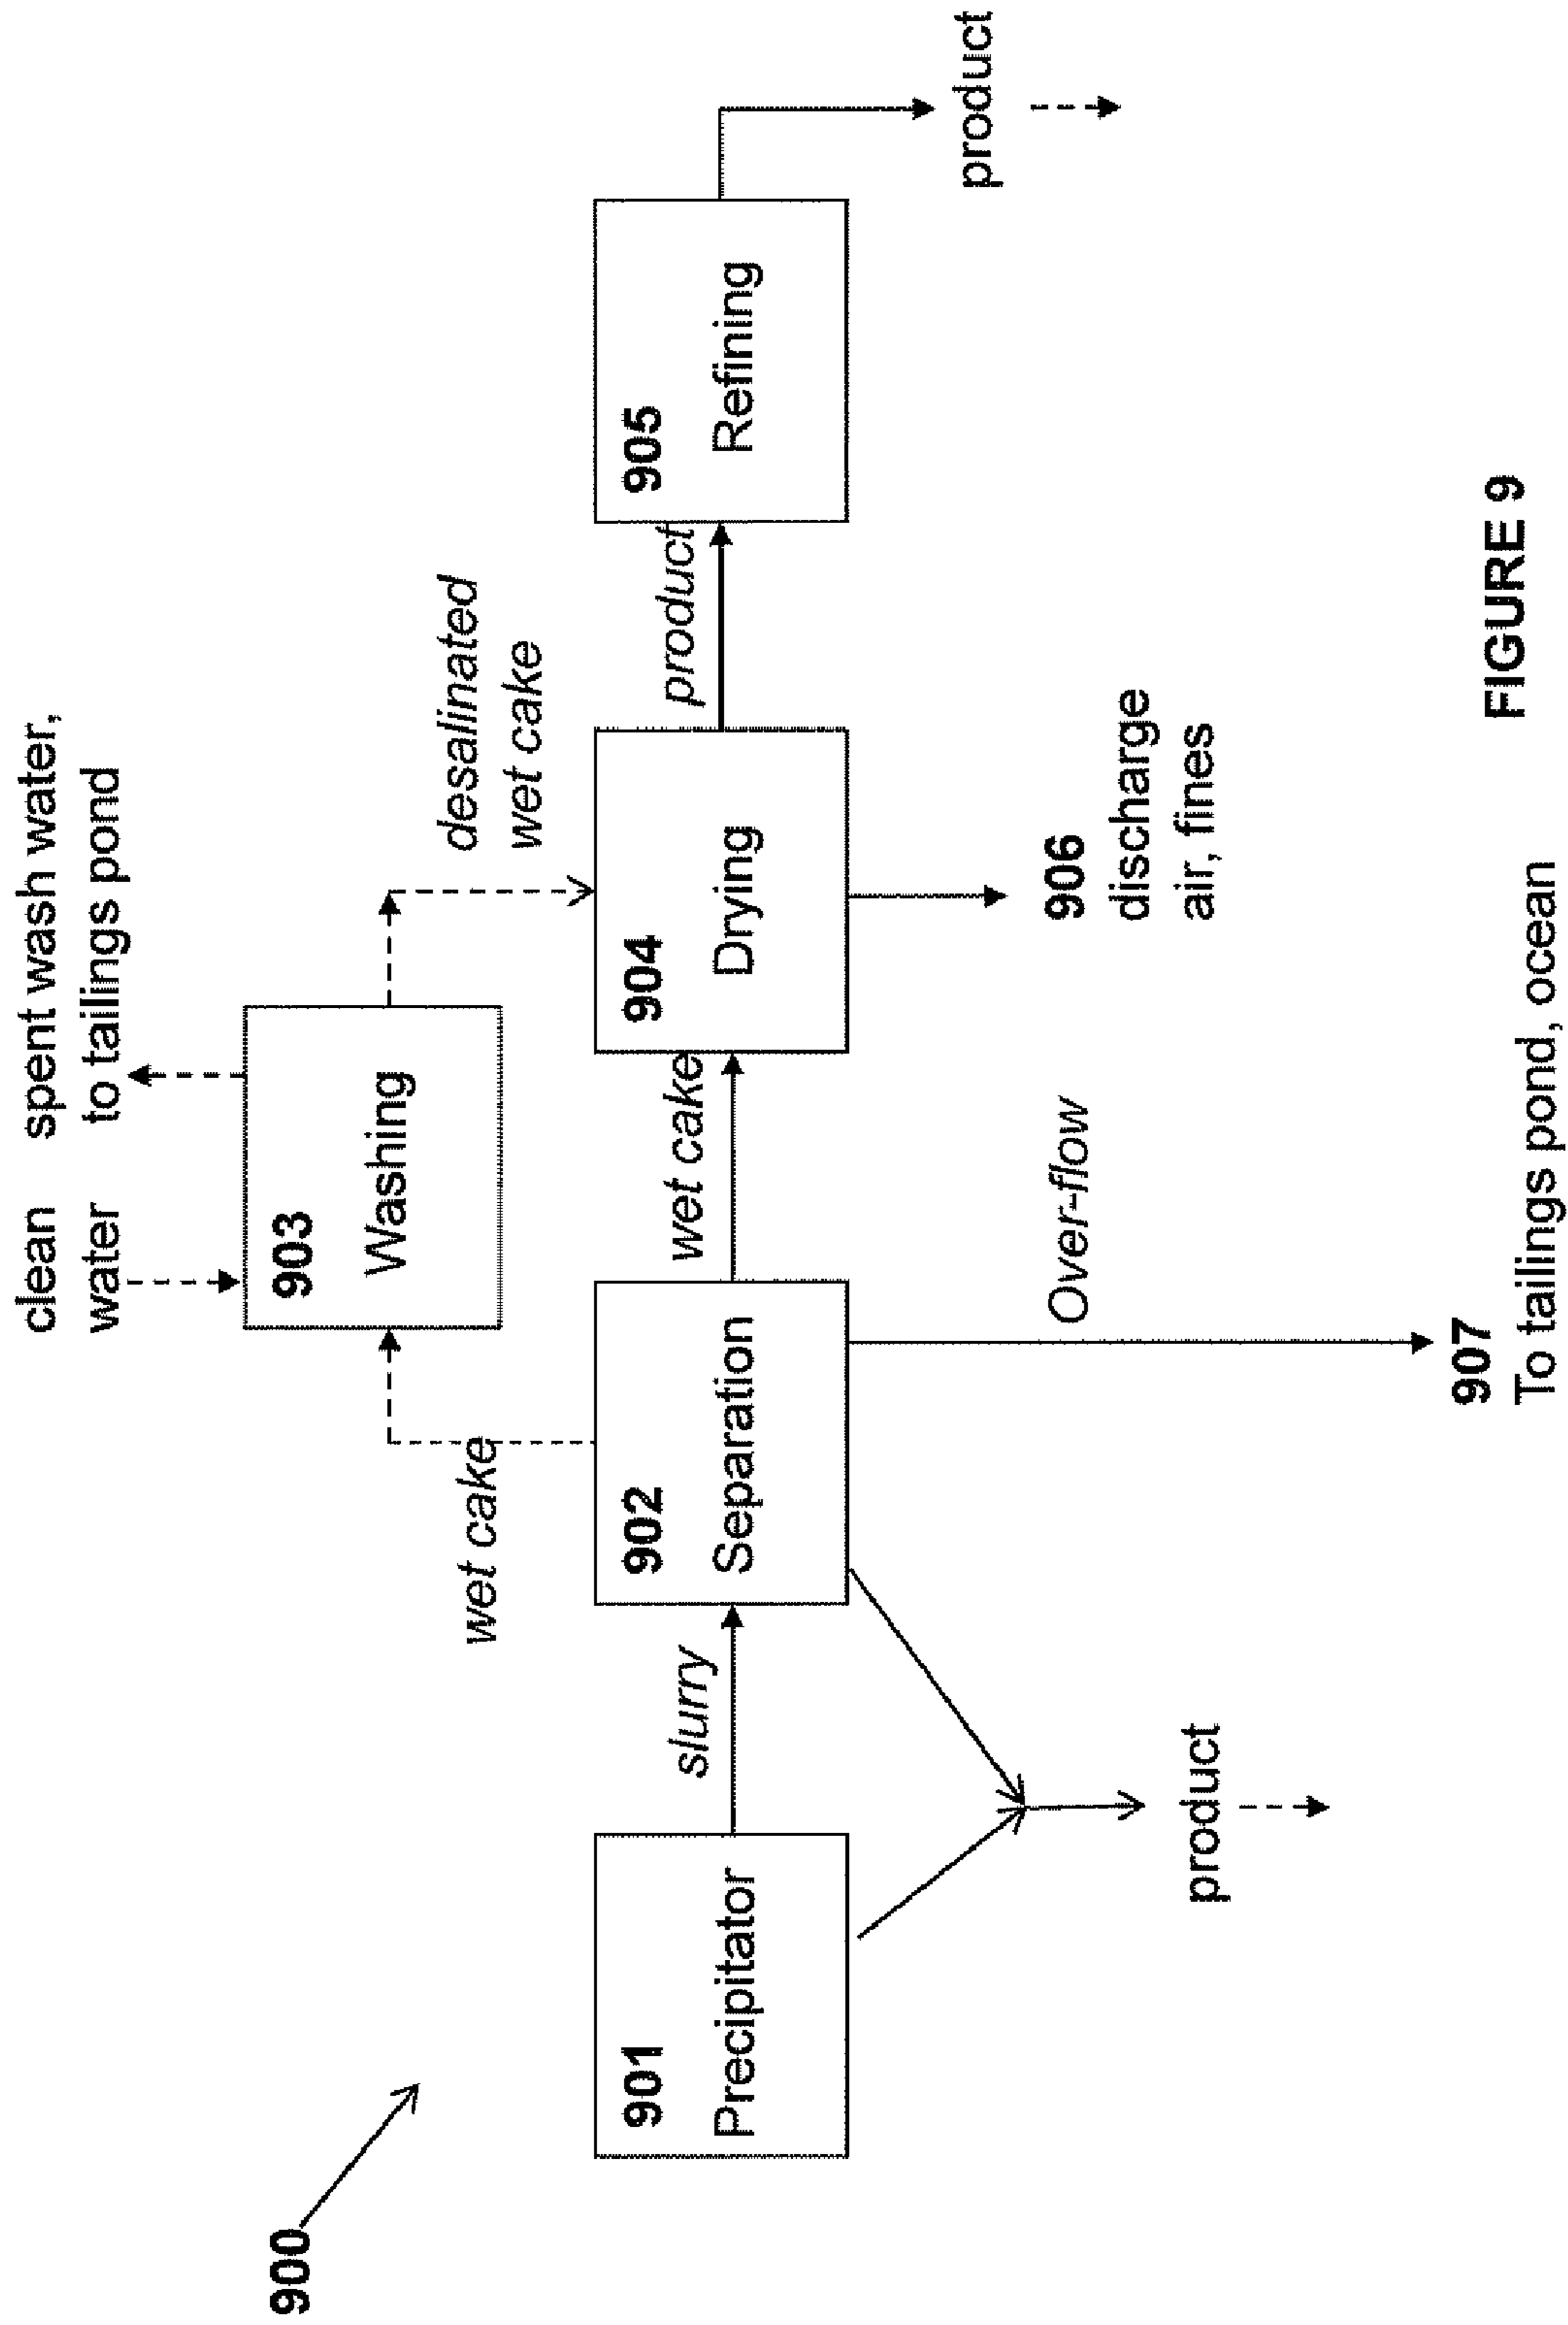 900
clean
water
spent wash water,
to tailings pond
903
Washing
wet cake
desalinated
wet cake
901
Precipitator
slurry
902
Separation
wet cake
904
Drying
product
905
Refining
product
product
Over-flow
906
discharge
air, fines
907
To tailings pond, ocean
FIGURE 9